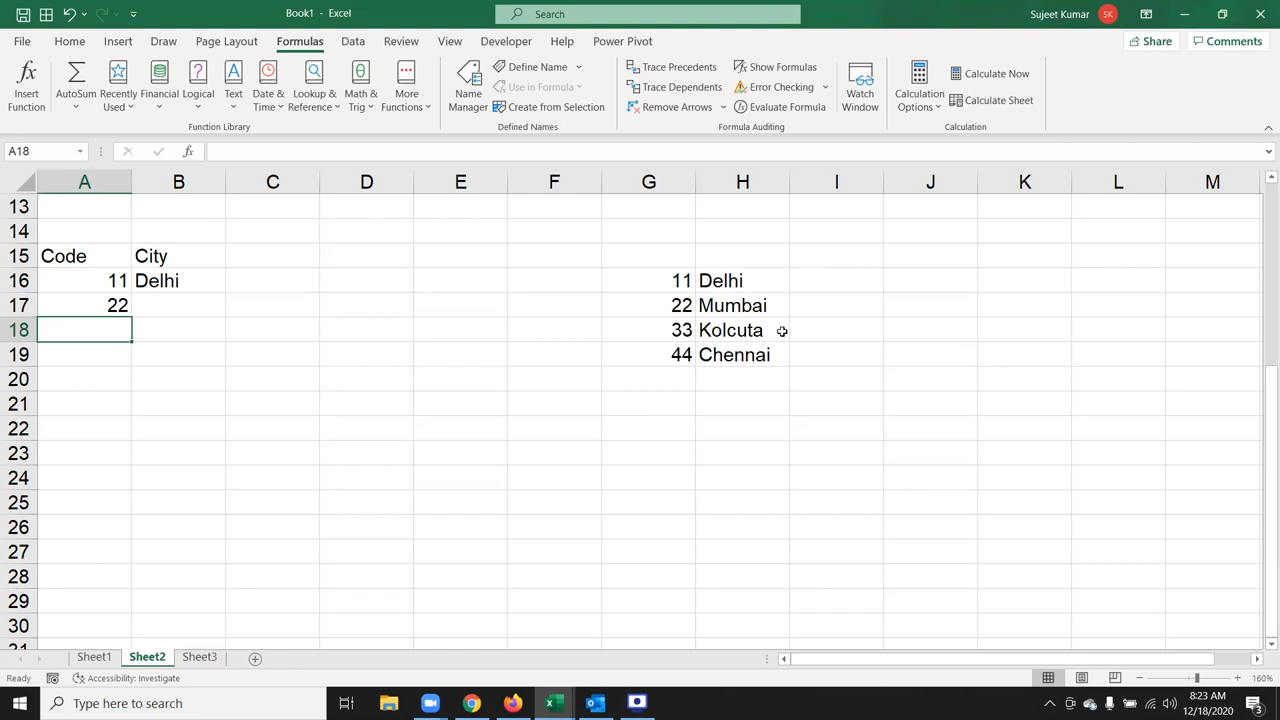 Book1 - Excel
Search
Sujeet Kumar
SK
File Home Insert Draw Page Layout Formulas Data Review View Developer Help Power Pivot
Share Comments
Insert Function
AutoSum
Recently Used
Financial
Logical
Text
Date & Time
Lookup & Reference
Math & Trig
More Functions
Function Library
Name Manager
Define Name
Use in Formula
Create from Selection
Defined Names
Trace Precedents
Trace Dependents
Remove Arrows
Show Formulas
Error Checking
Evaluate Formula
Formula Auditing
Watch Window
Calculation Options
Calculate Now
Calculate Sheet
Calculation
A18
fx
A B C D E F G H I J K L M
13
14
15 Code City
16 11 Delhi 11 Delhi
17 22 22 Mumbai
18 33 Kolcuta
19 44 Chennai
20
21
22
23
24
25
26
27
28
29
30
31
Sheet1 Sheet2 Sheet3
Ready Accessibility: Investigate 160%
Type here to search
8:23 AM
12/18/2020
3